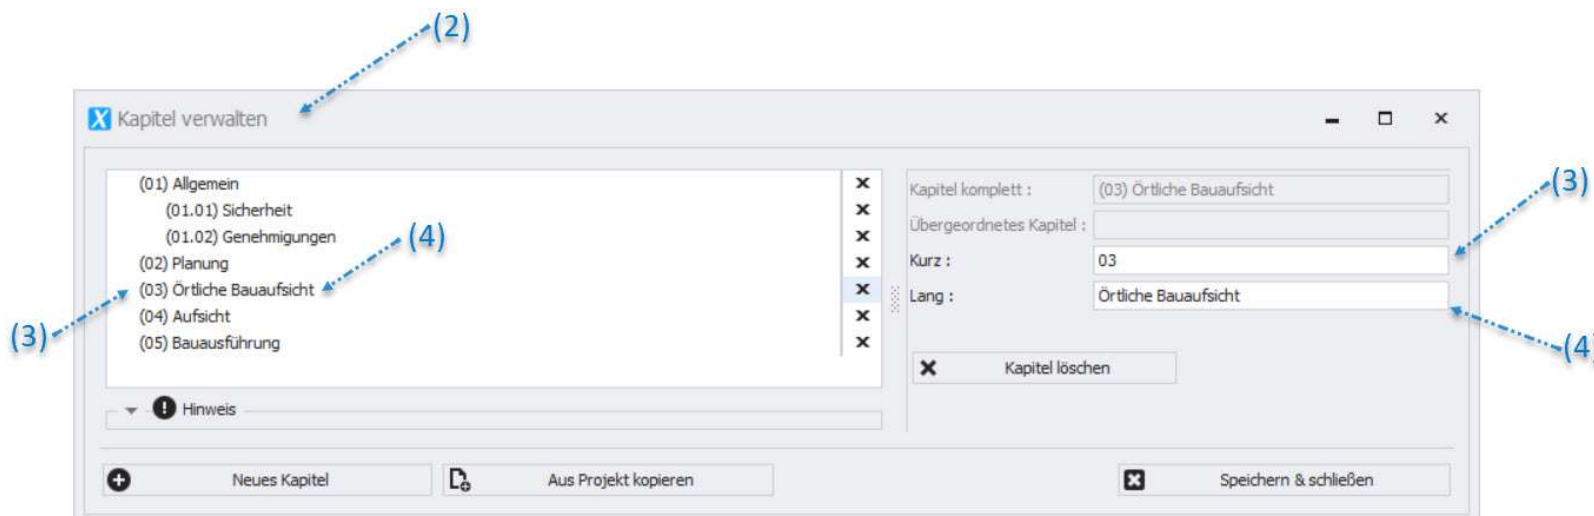 (2)
Kapitel verwalten
(01) Allgemein
(01.01) Sicherheit
(01.02) Genehmigungen
(4)
(02) Planung
(03) Örtliche Bauaufsicht
(3)
(04) Aufsicht
(05) Bauausführung
Hinweis
Kapitel komplett : (03) Örtliche Bauaufsicht
(3)
Übergeordnetes Kapitel :
Kurz : 03
Lang : Örtliche Bauaufsicht
(4)
Kapitel löschen
Neues Kapitel
Aus Projekt kopieren
Speichern & schließen